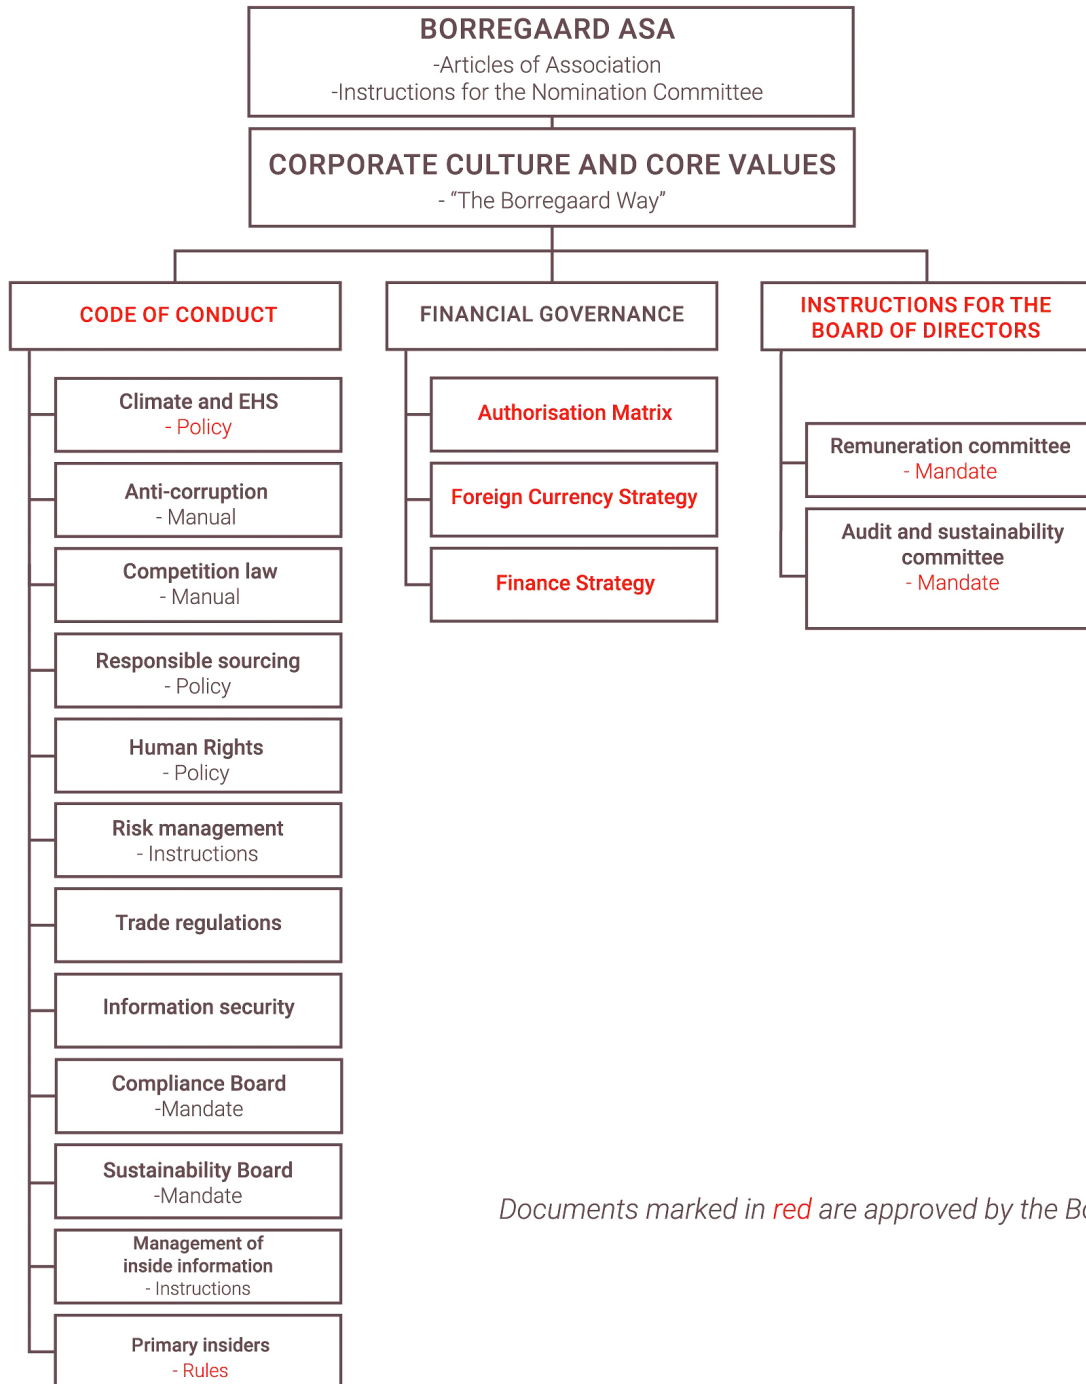 BORREGAARD ASA
-Articles of Association
-Instructions for the Nomination Committee
CORPORATE CULTURE AND CORE VALUES
- “The Borregaard Way”
CODE OF CONDUCT
Climate and EHS
- Policy
Anti-corruption
- Manual
Competition law
- Manual
Responsible sourcing
- Policy
Human Rights
- Policy
Risk management
- Instructions
Trade regulations
Information security
Compliance Board
-Mandate
Sustainability Board
-Mandate
Management of
inside information
- Instructions
Primary insiders
- Rules
FINANCIAL GOVERNANCE
Authorisation Matrix
Foreign Currency Strategy
Finance Strategy
INSTRUCTIONS FOR THE
BOARD OF DIRECTORS
Remuneration committee
- Mandate
Audit and sustainability
committee
- Mandate
Documents marked in red are approved by the